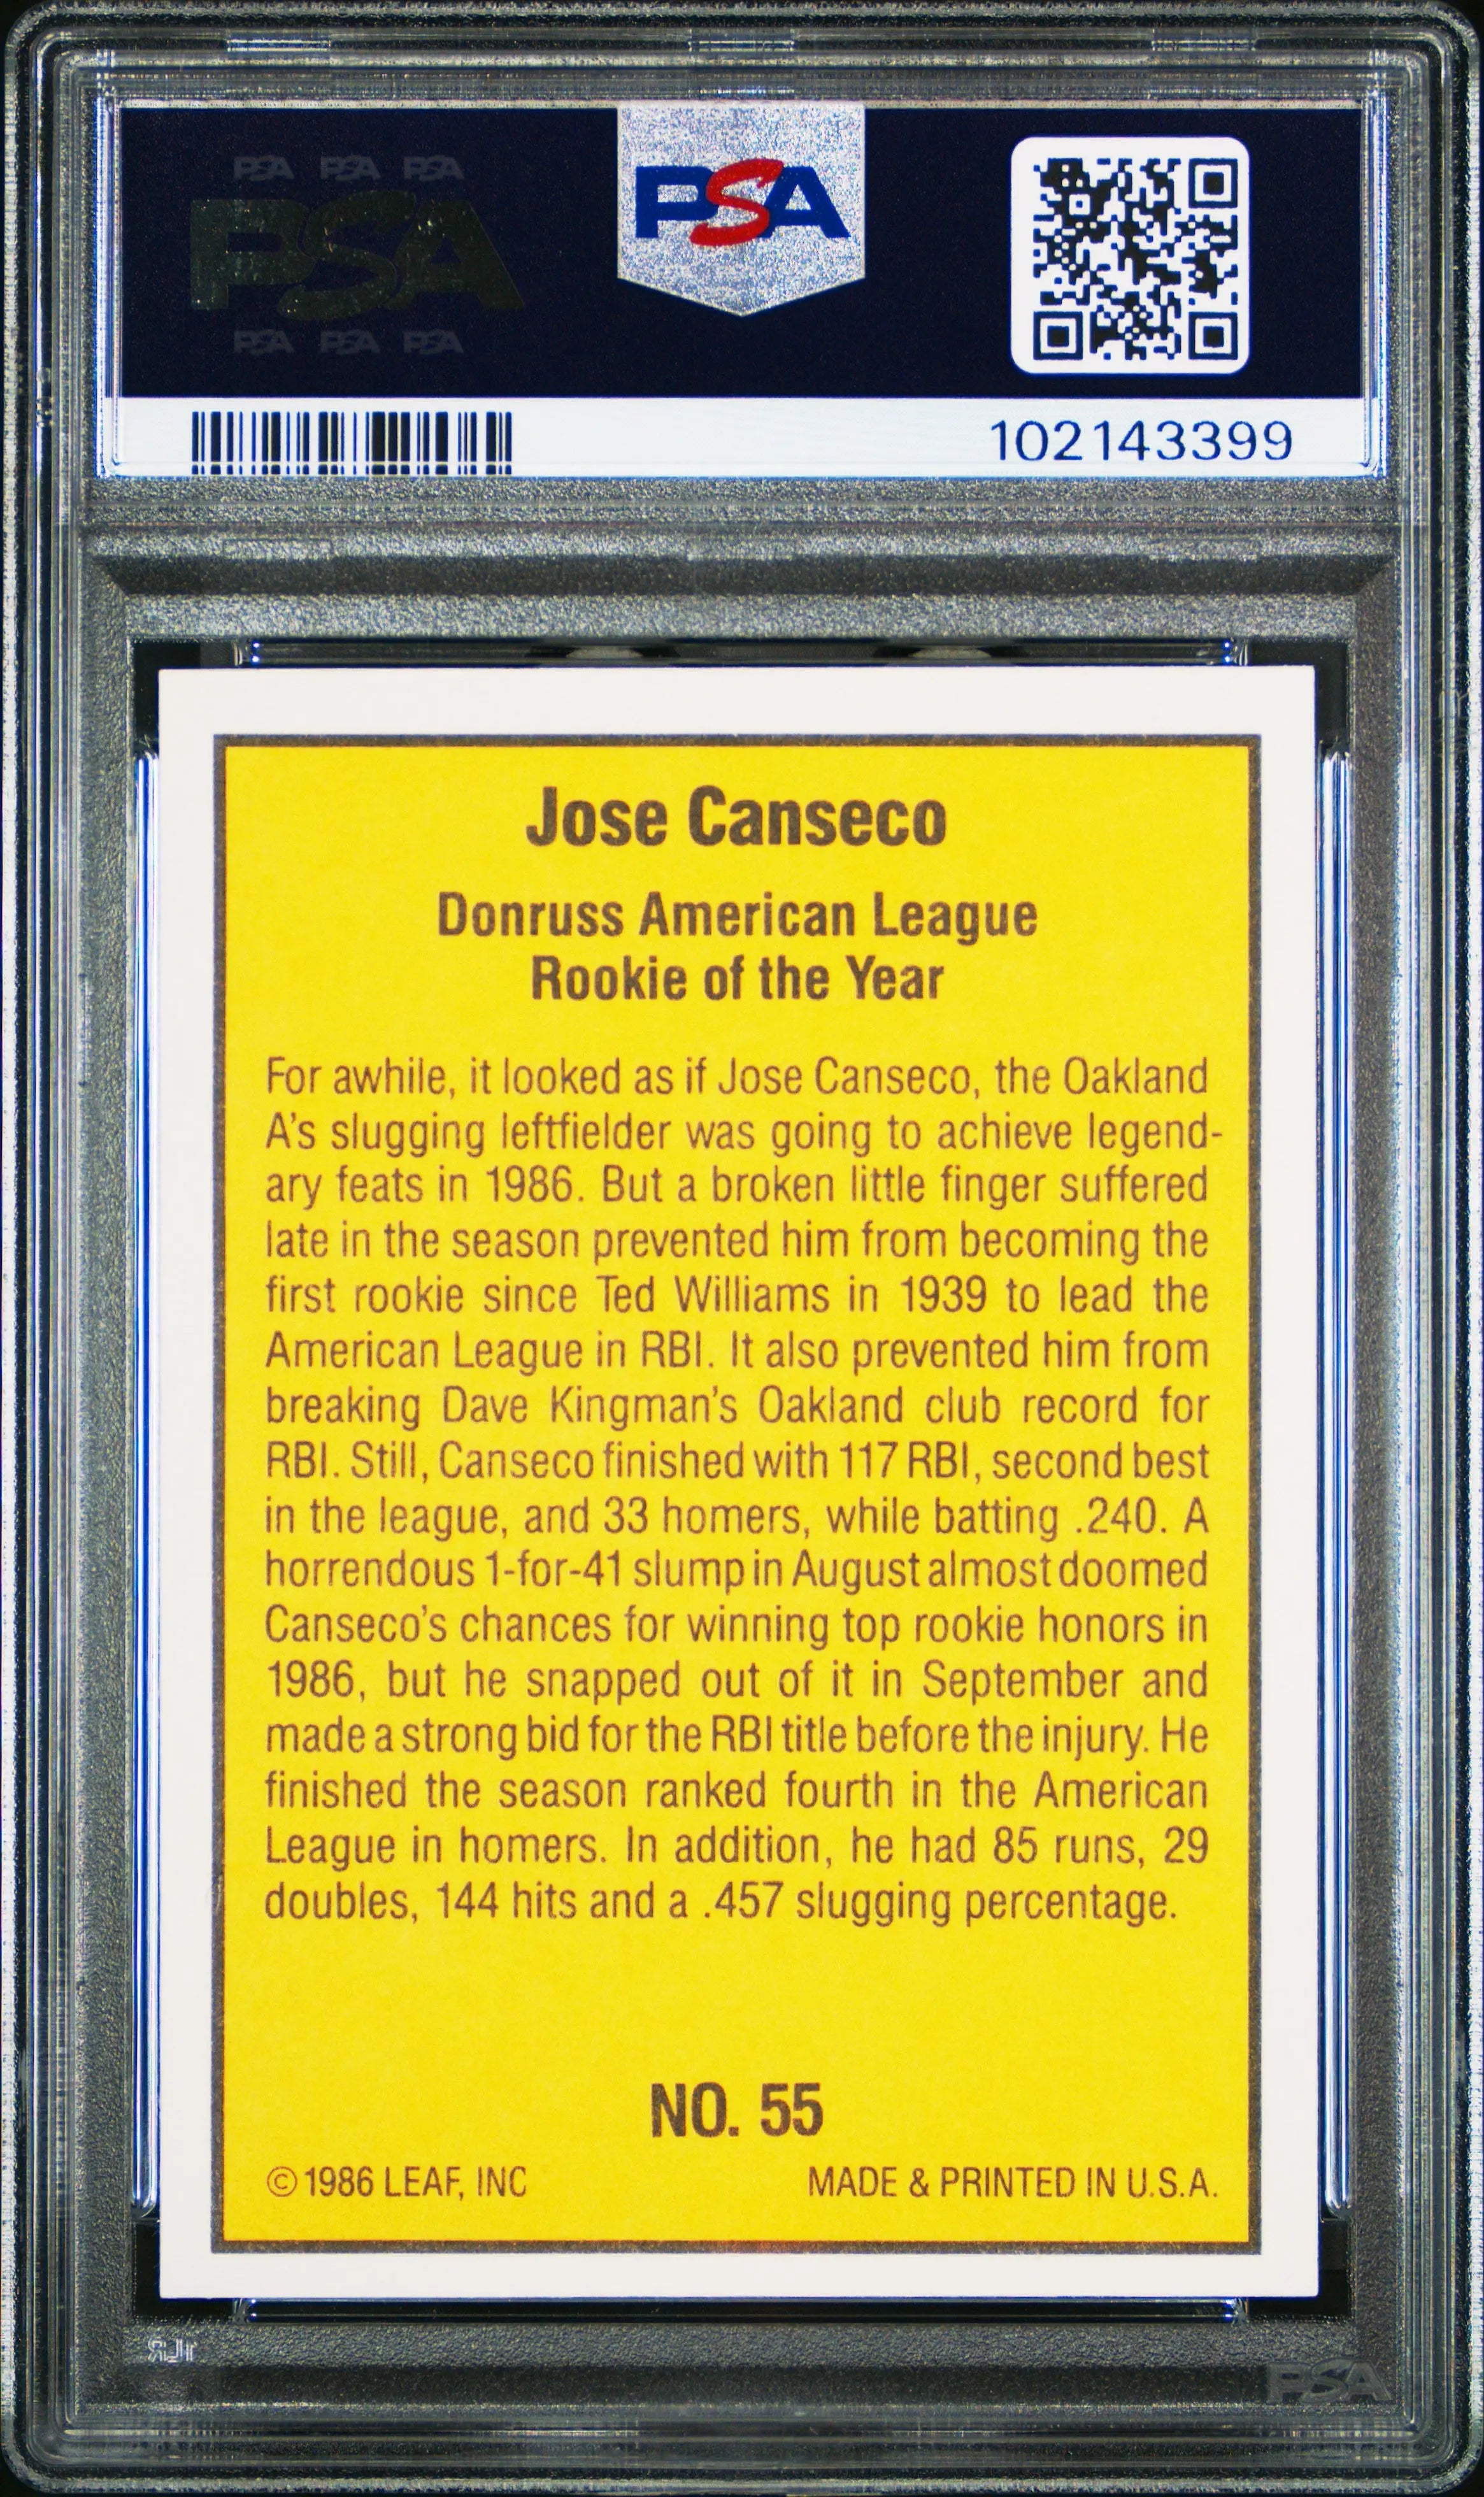 PSA PSA PSA
PSA
PSA PSA PSA
PSA
102143399
Jose Canseco
Donruss American League
Rookie of the Year
For awhile, it looked as if Jose Canseco, the Oakland
A's slugging leftfielder was going to achieve legend-
ary feats in 1986. But a broken little finger suffered
late in the season prevented him from becoming the
first rookie since Ted Williams in 1939 to lead the
American League in RBI. It also prevented him from
breaking Dave Kingman's Oakland club record for
RBI. Still, Canseco finished with 117 RBI, second best
in the league, and 33 homers, while batting .240. A
horrendous 1-for-41 slump in August almost doomed
Canseco's chances for winning top rookie honors in
1986, but he snapped out of it in September and
made a strong bid for the RBI title before the injury. He
finished the season ranked fourth in the American
League in homers. In addition, he had 85 runs, 29
doubles, 144 hits and a .457 slugging percentage.
NO. 55
© 1986 LEAF, INC
MADE & PRINTED IN U.S.A.
PSA